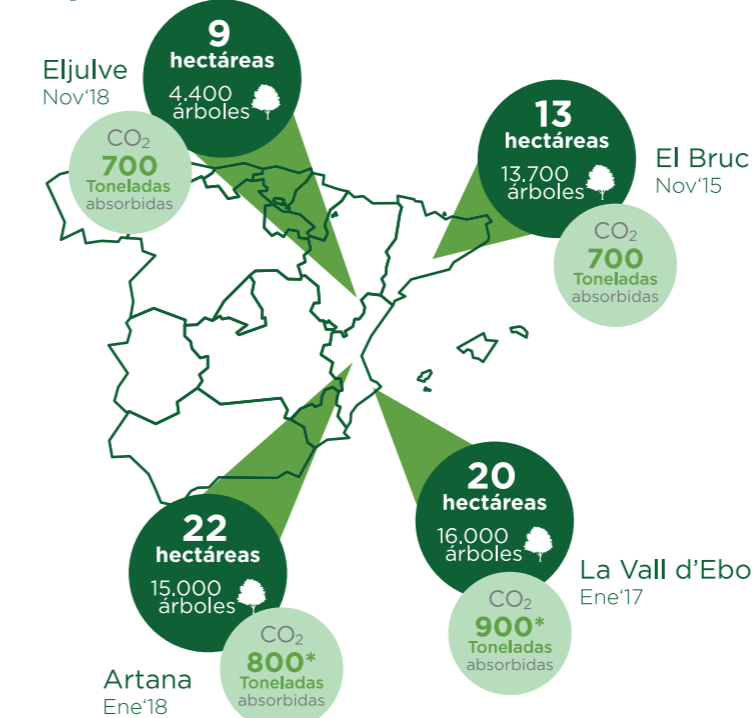 9
hectáreas
4.400
árboles
Eljulve
Nov‘18
CO₂
700
Toneladas
absorbidas
13
hectáreas
13.700
árboles
El Bruc
Nov‘15
CO₂
700
Toneladas
absorbidas
22
hectáreas
15.000
árboles
Artana
Ene‘18
CO₂
800*
Toneladas
absorbidas
20
hectáreas
16.000
árboles
La Vall d’Ebo
Ene‘17
CO₂
900*
Toneladas
absorbidas